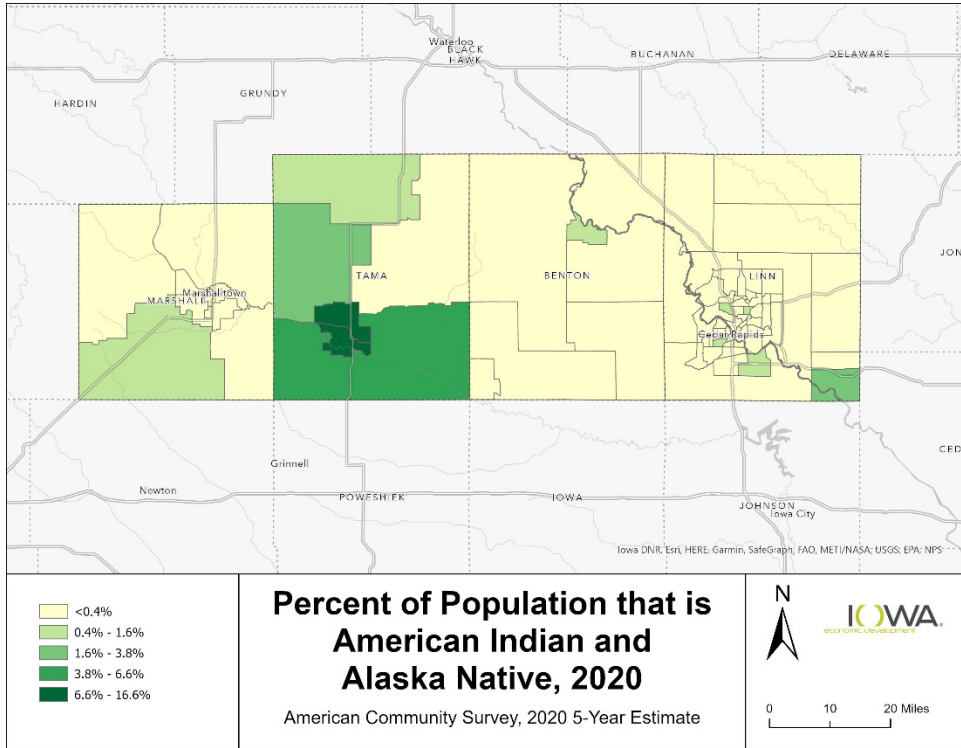 Waterloo
BLACK
HAWK
BUCHANAN
DELAWARE
HARDIN
GRUNDY
TAMA
BENTON
LINN
JON
Marshalltown
MARSHALL
Cedar Rapids
CED
Grinnell
Newton
POWESHIEK
IOWA
JOHNSON
Iowa City
Iowa DNR, Esri, HERE, Garmin, SafeGraph, FAO, METI/NASA, USGS, EPA, NPS
<0.4%
0.4% - 1.6%
1.6% - 3.8%
3.8% - 6.6%
6.6% - 16.6%
Percent of Population that is
American Indian and
Alaska Native, 2020
American Community Survey, 2020 5-Year Estimate
N
IOWA
economic development
0 10 20 Miles